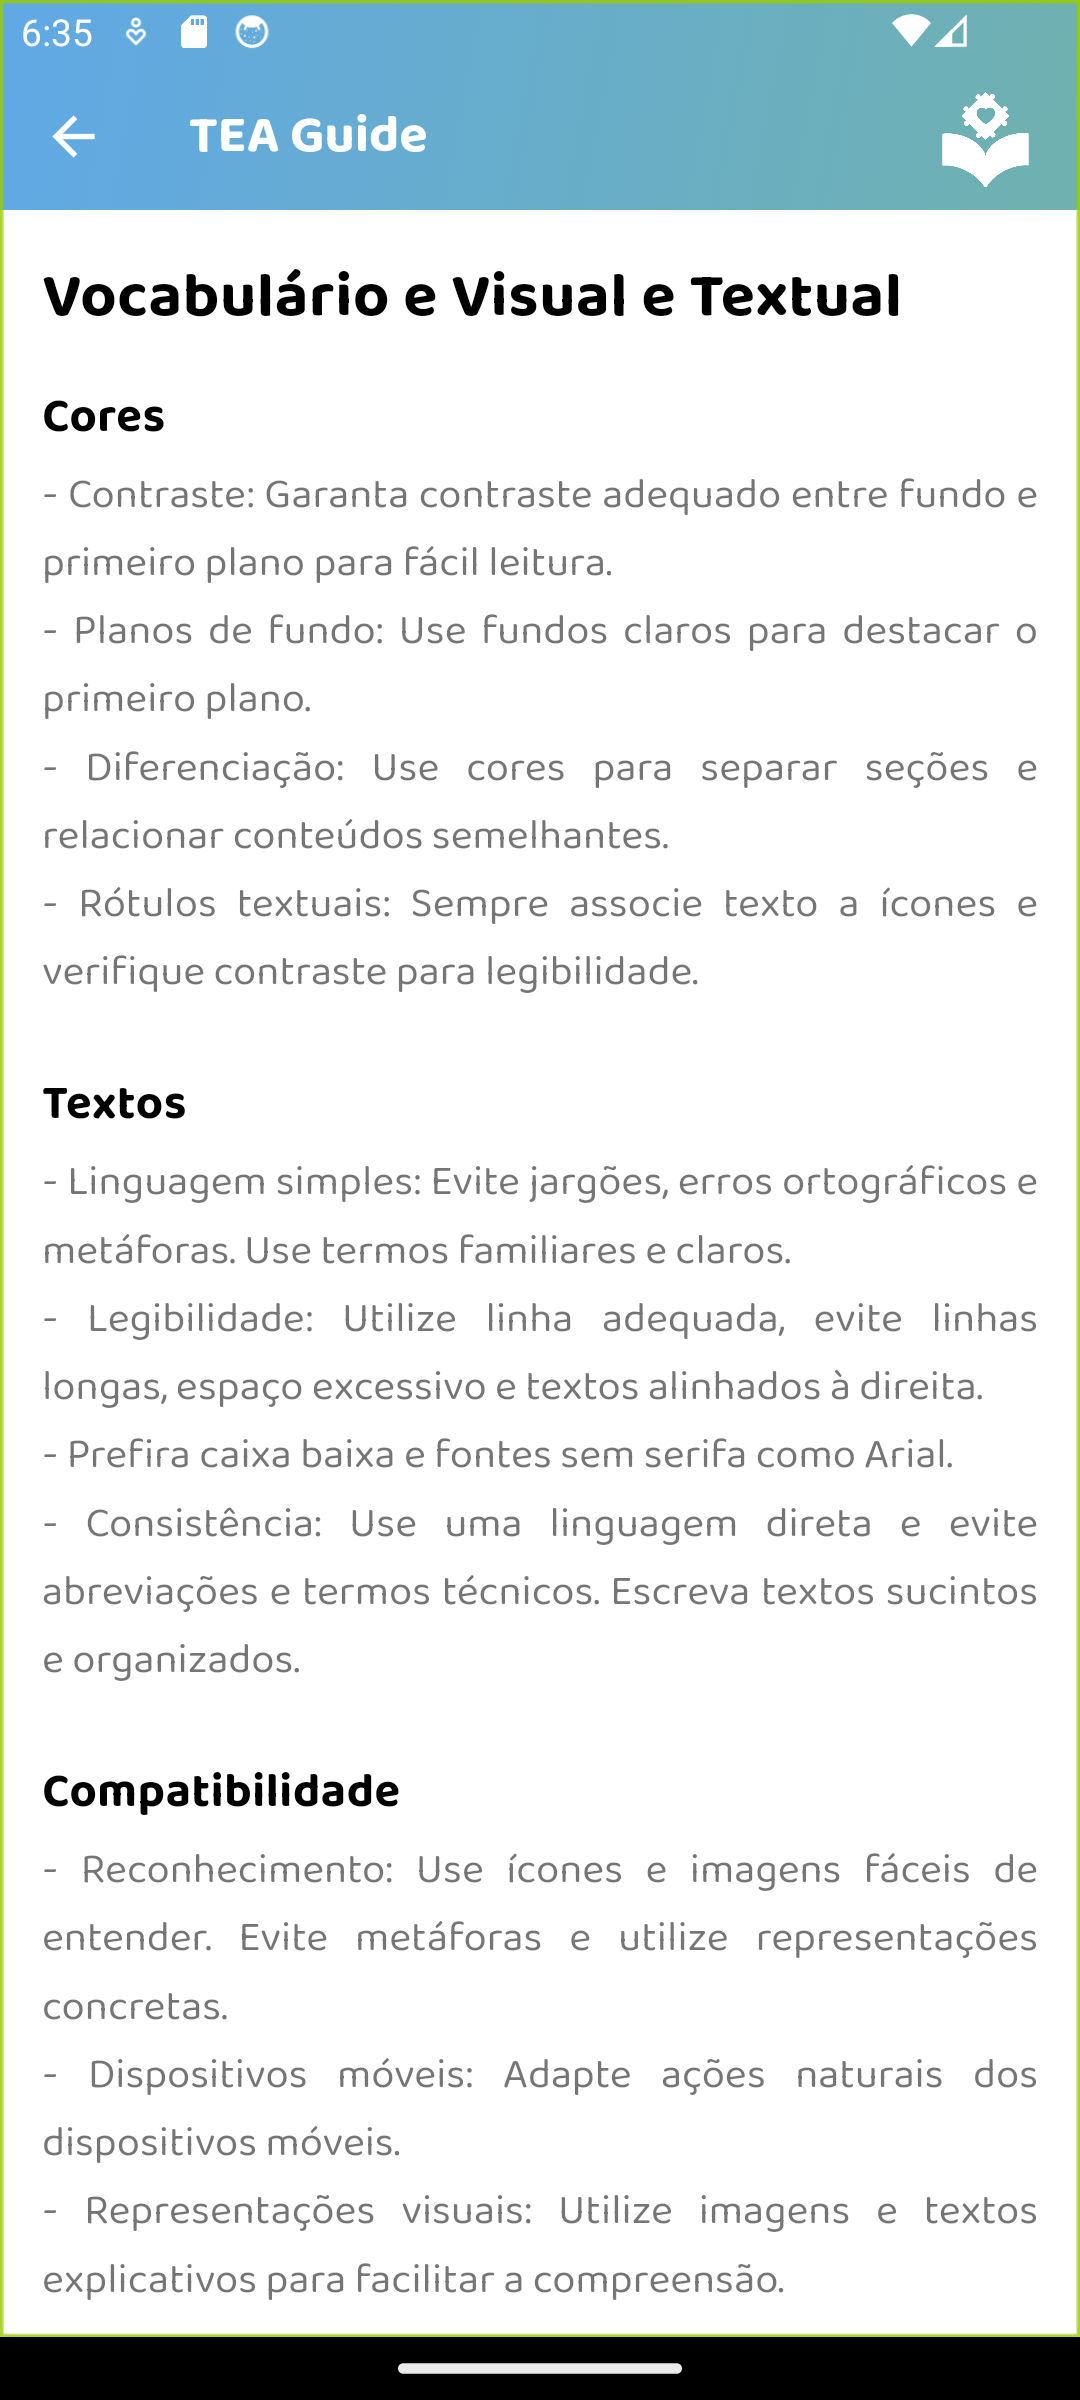 6:35
TEA Guide
Vocabulário e Visual e Textual
Cores
- Contraste: Garanta contraste adequado entre fundo e
primeiro plano para fácil leitura.
- Planos de fundo: Use fundos claros para destacar o
primeiro plano.
- Diferenciação: Use cores para separar seções e
relacionar conteúdos semelhantes.
- Rótulos textuais: Sempre associe texto a ícones e
verifique contraste para legibilidade.
Textos
- Linguagem simples: Evite jargões, erros ortográficos e
metáforas. Use termos familiares e claros.
- Legibilidade: Utilize linha adequada, evite linhas
longas, espaço excessivo e textos alinhados à direita.
- Prefira caixa baixa e fontes sem serifa como Arial.
- Consistência: Use uma linguagem direta e evite
abreviações e termos técnicos. Escreva textos sucintos
e organizados.
Compatibilidade
- Reconhecimento: Use ícones e imagens fáceis de
entender. Evite metáforas e utilize representações
concretas.
- Dispositivos móveis: Adapte ações naturais dos
dispositivos móveis.
- Representações visuais: Utilize imagens e textos
explicativos para facilitar a compreensão.